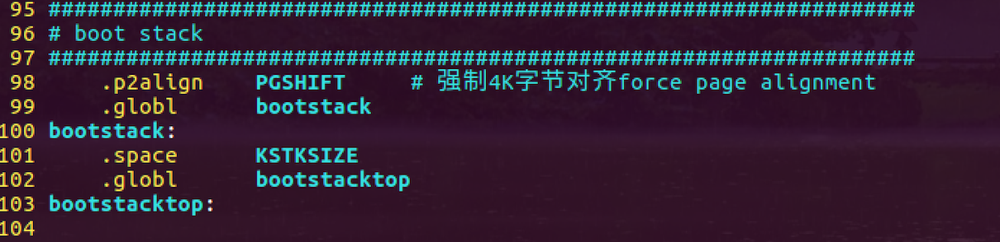 95 ###################################################################
96 # boot stack
97 ###################################################################
98 .p2align PGSHIFT # 强制4K字节对齐force page alignment
99 .globl bootstack
100 bootstack:
101 .space KSTKSIZE
102 .globl bootstacktop
103 bootstacktop:
104